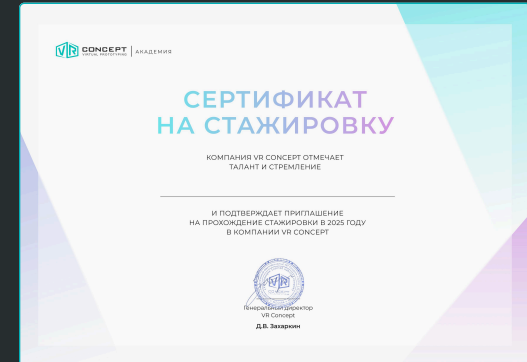 VR CONCEPT
VIRTUAL PROTOTYPING
АКАДЕМИЯ
СЕРТИФИКАТ
НА СТАЖИРОВКУ
КОМПАНИЯ VR CONCEPT ОТМЕЧАЕТ
ТАЛАНТ И СТРЕМЛЕНИЕ
И ПОДТВЕРЖДАЕТ ПРИГЛАШЕНИЕ
НА ПРОХОЖДЕНИЕ СТАЖИРОВКИ В 2025 ГОДУ
В КОМПАНИИ VR CONCEPT
VR
Генеральный директор
VR Concept
Д.В. Захаркин